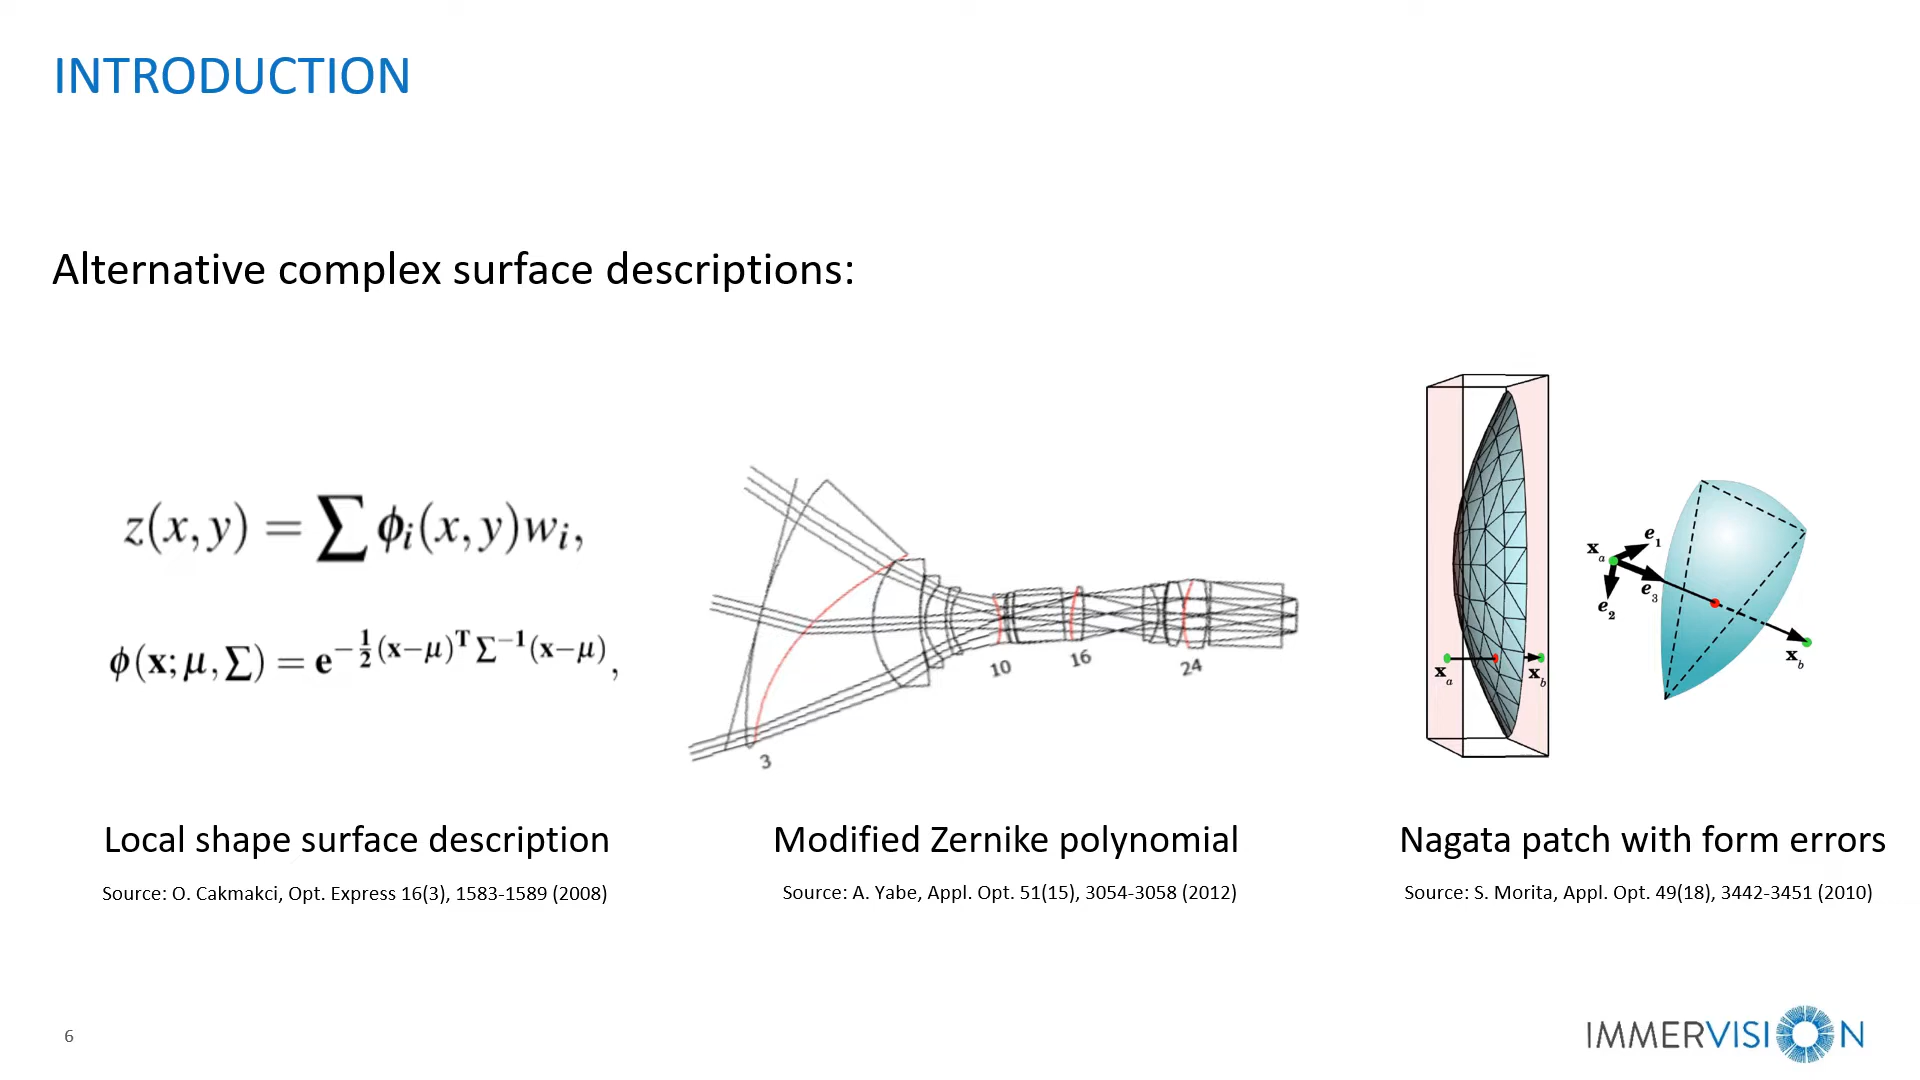 INTRODUCTION
Alternative complex surface descriptions:
z(x, y) = ∑ ϕᵢ(x, y)wᵢ,
ϕ(x; μ, Σ) = e^{−½(x−μ)ᵀΣ⁻¹(x−μ)},
3
10
16
24
xₐ
x_b
xₐ
e₁
e₂
e₃
x_b
Local shape surface description
Source: O. Cakmakci, Opt. Express 16(3), 1583-1589 (2008)
Modified Zernike polynomial
Source: A. Yabe, Appl. Opt. 51(15), 3054-3058 (2012)
Nagata patch with form errors
Source: S. Morita, Appl. Opt. 49(18), 3442-3451 (2010)
6
IMMERVISION